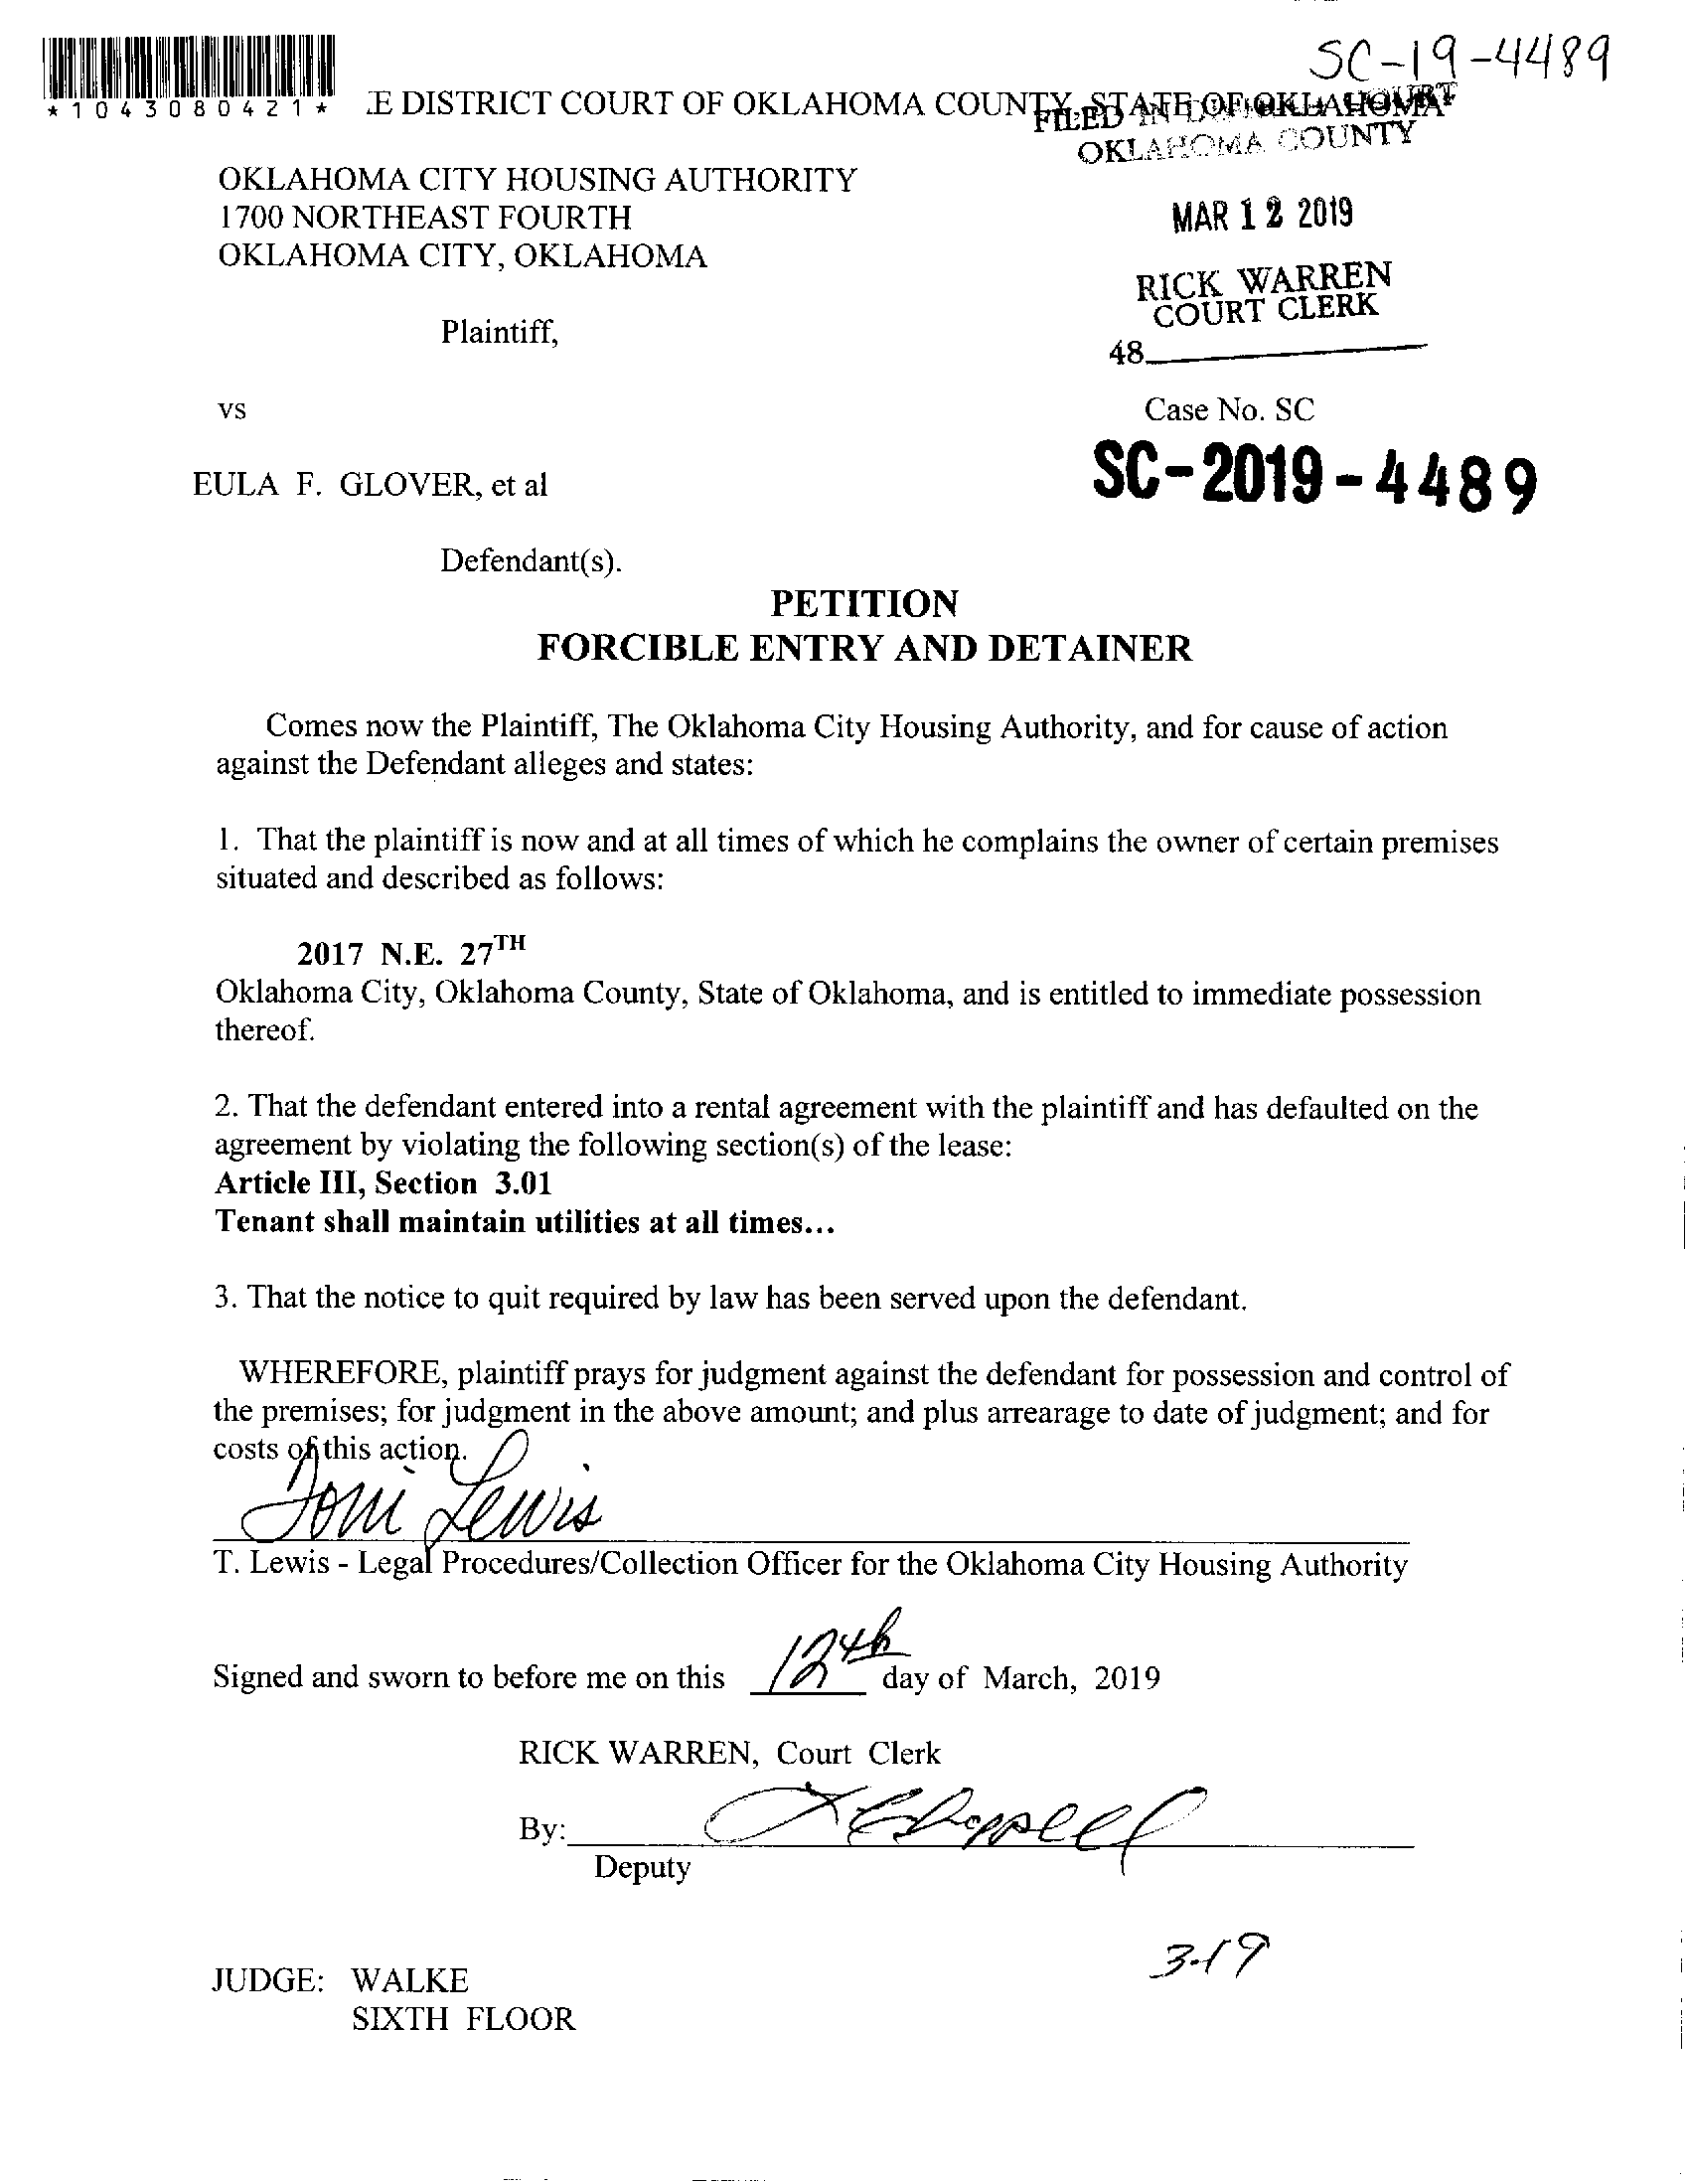 SC-19-4489
*1043080421*
E DISTRICT COURT OF OKLAHOMA COUNTY, STATE OF OKLAHOMA
FILED IN DISTRICT COURT
OKLAHOMA COUNTY
OKLAHOMA CITY HOUSING AUTHORITY
1700 NORTHEAST FOURTH
OKLAHOMA CITY, OKLAHOMA
MAR 12 2019
RICK WARREN
COURT CLERK
48
Plaintiff,
vs
Case No. SC
SC-2019-4489
EULA F. GLOVER, et al
Defendant(s).
PETITION
FORCIBLE ENTRY AND DETAINER
Comes now the Plaintiff, The Oklahoma City Housing Authority, and for cause of action
against the Defendant alleges and states:
1. That the plaintiff is now and at all times of which he complains the owner of certain premises
situated and described as follows:
2017 N.E. 27TH
Oklahoma City, Oklahoma County, State of Oklahoma, and is entitled to immediate possession
thereof.
2. That the defendant entered into a rental agreement with the plaintiff and has defaulted on the
agreement by violating the following section(s) of the lease:
Article III, Section 3.01
Tenant shall maintain utilities at all times...
3. That the notice to quit required by law has been served upon the defendant.
WHEREFORE, plaintiff prays for judgment against the defendant for possession and control of
the premises; for judgment in the above amount; and plus arrearage to date of judgment; and for
costs of this action.
Toni Lewis
T. Lewis - Legal Procedures/Collection Officer for the Oklahoma City Housing Authority
Signed and sworn to before me on this 12th day of March, 2019
RICK WARREN, Court Clerk
By:
Deputy
3-19
JUDGE: WALKE
SIXTH FLOOR